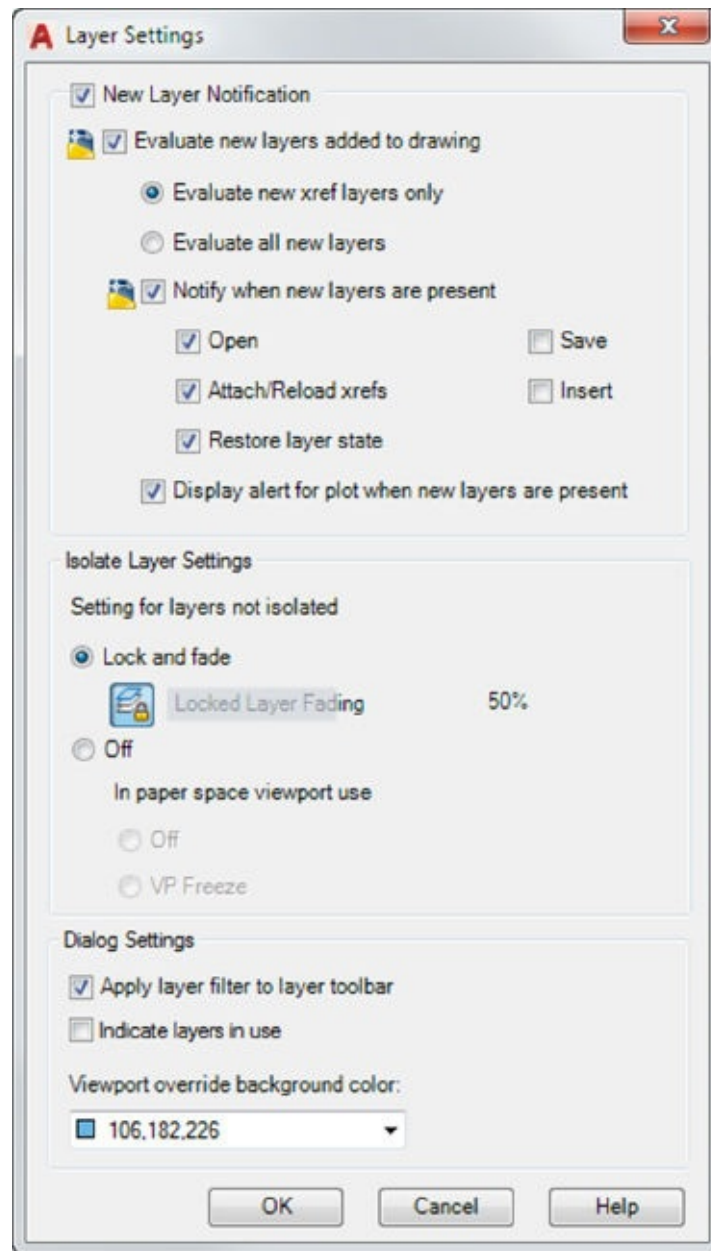 Layer Settings
New Layer Notification
Evaluate new layers added to drawing
Evaluate new xref layers only
Evaluate all new layers
Notify when new layers are present
Open Save
Attach/Reload xrefs Insert
Restore layer state
Display alert for plot when new layers are present
Isolate Layer Settings
Setting for layers not isolated
Lock and fade
Locked Layer Fading 50%
Off
In paper space viewport use
Off
VP Freeze
Dialog Settings
Apply layer filter to layer toolbar
Indicate layers in use
Viewport override background color:
106,182,226
OK Cancel Help